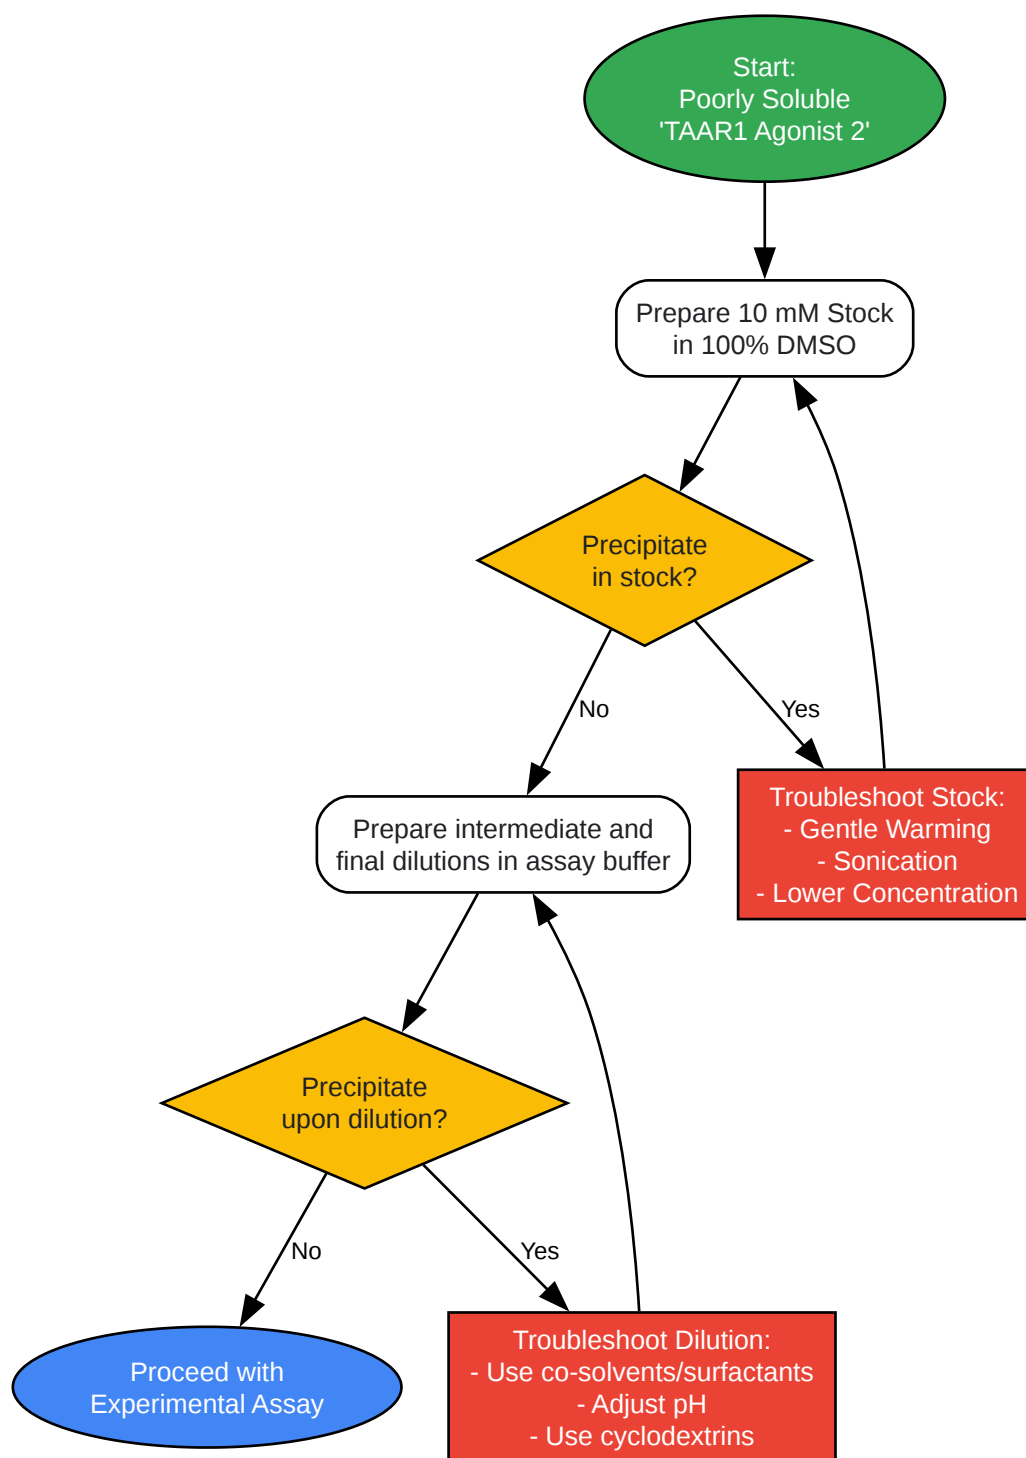 Start:
Poorly Soluble
'TAAR1 Agonist 2'
Prepare 10 mM Stock
in 100% DMSO
Precipitate
in stock?
No
Yes
Troubleshoot Stock:
- Gentle Warming
- Sonication
- Lower Concentration
Prepare intermediate and
final dilutions in assay buffer
Precipitate
upon dilution?
No
Yes
Proceed with
Experimental Assay
Troubleshoot Dilution:
- Use co-solvents/surfactants
- Adjust pH
- Use cyclodextrins